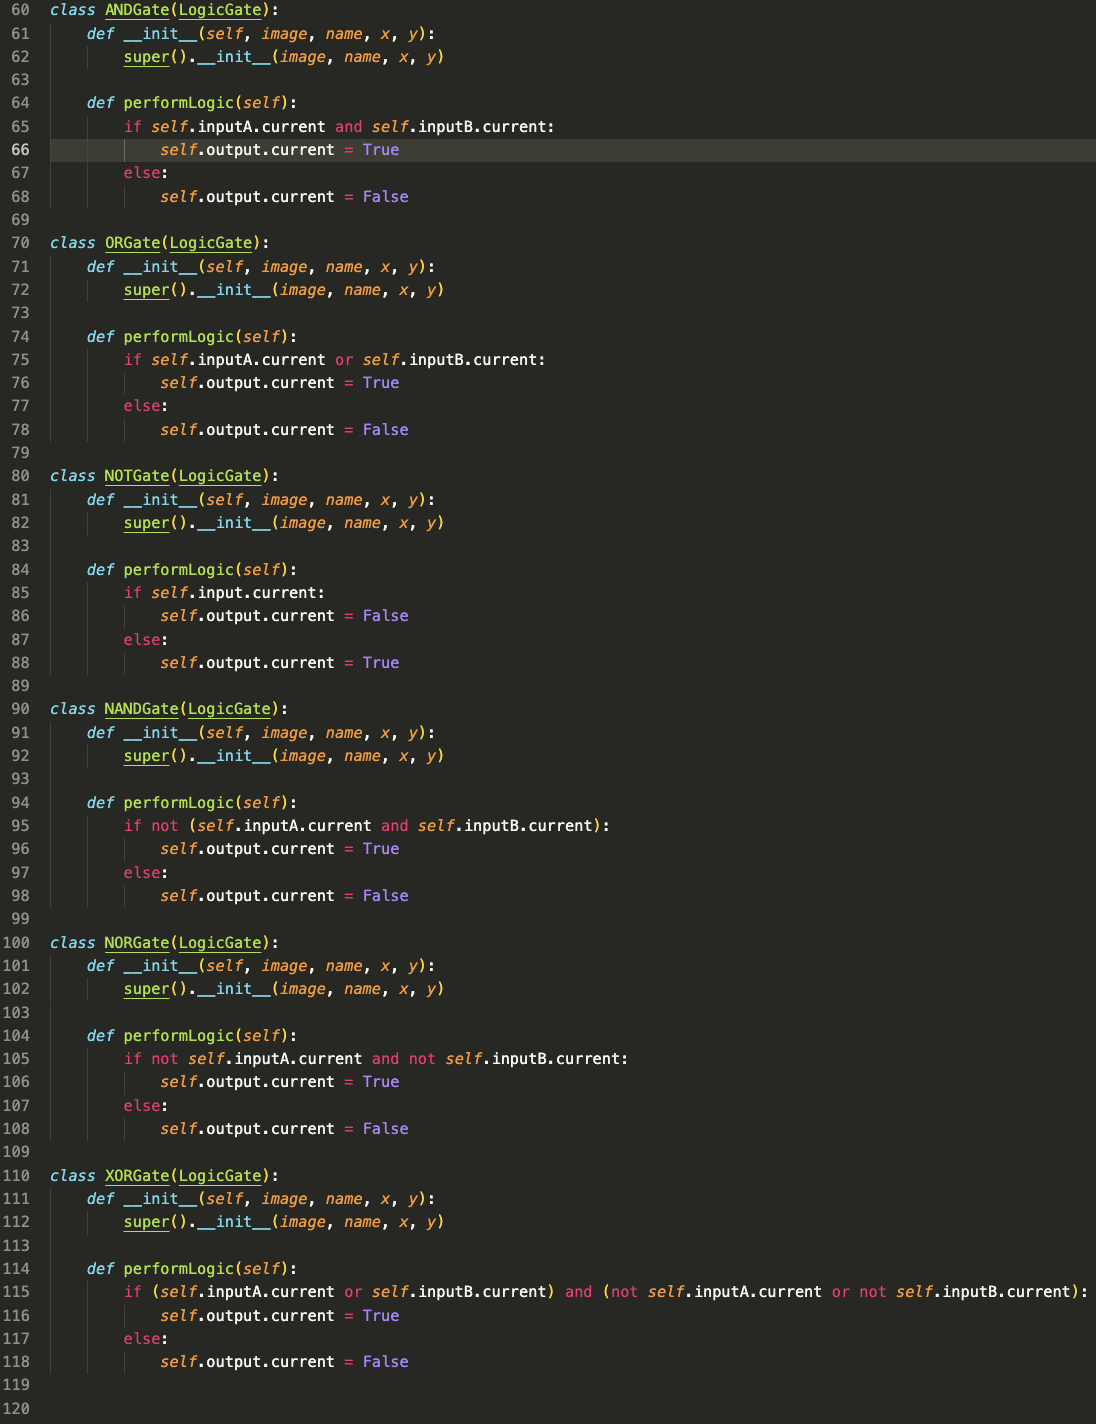 60 class ANDGate(LogicGate):
61     def __init__(self, image, name, x, y):
62         super().__init__(image, name, x, y)
63
64     def performLogic(self):
65         if self.inputA.current and self.inputB.current:
66             self.output.current = True
67         else:
68             self.output.current = False
69
70 class ORGate(LogicGate):
71     def __init__(self, image, name, x, y):
72         super().__init__(image, name, x, y)
73
74     def performLogic(self):
75         if self.inputA.current or self.inputB.current:
76             self.output.current = True
77         else:
78             self.output.current = False
79
80 class NOTGate(LogicGate):
81     def __init__(self, image, name, x, y):
82         super().__init__(image, name, x, y)
83
84     def performLogic(self):
85         if self.input.current:
86             self.output.current = False
87         else:
88             self.output.current = True
89
90 class NANDGate(LogicGate):
91     def __init__(self, image, name, x, y):
92         super().__init__(image, name, x, y)
93
94     def performLogic(self):
95         if not (self.inputA.current and self.inputB.current):
96             self.output.current = True
97         else:
98             self.output.current = False
99
100 class NORGate(LogicGate):
101     def __init__(self, image, name, x, y):
102         super().__init__(image, name, x, y)
103
104     def performLogic(self):
105         if not self.inputA.current and not self.inputB.current:
106             self.output.current = True
107         else:
108             self.output.current = False
109
110 class XORGate(LogicGate):
111     def __init__(self, image, name, x, y):
112         super().__init__(image, name, x, y)
113
114     def performLogic(self):
115         if (self.inputA.current or self.inputB.current) and (not self.inputA.current or not self.inputB.current):
116             self.output.current = True
117         else:
118             self.output.current = False
119
120